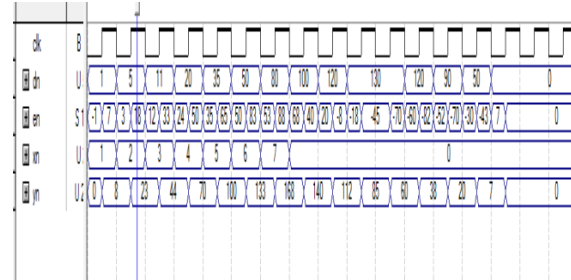 clk B
dn U 1 5 11 20 35 50 80 100 120 130 120 90 50 0
en S 1 -1 7 3 18 12 33 24 50 35 65 50 83 53 88 68 40 20 -8 -18 -45 -70 -60 -82 -52 -70 -30 -43 7 0
xn U 1 2 3 4 5 6 7 0
yn U 2 0 8 23 44 70 100 133 168 140 112 85 60 38 20 7 0